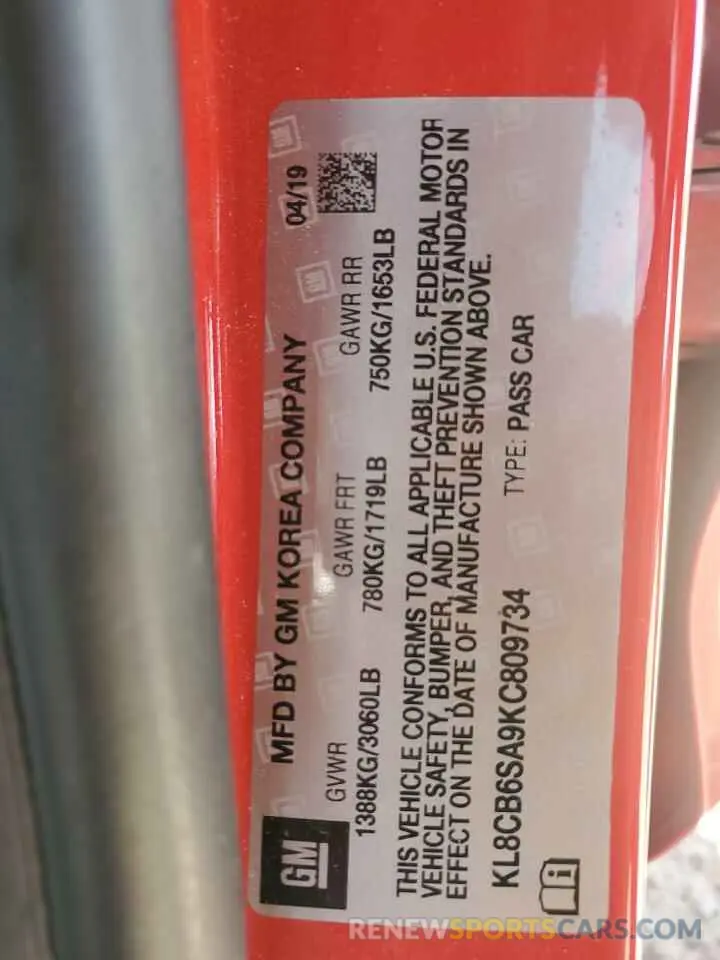 MFD BY GM KOREA COMPANY 04/19
GVWR GAWR FRT GAWR RR
1388KG/3060LB 780KG/1719LB 750KG/1653LB
THIS VEHICLE CONFORMS TO ALL APPLICABLE U.S. FEDERAL MOTOR
VEHICLE SAFETY, BUMPER, AND THEFT PREVENTION STANDARDS IN
EFFECT ON THE DATE OF MANUFACTURE SHOWN ABOVE.
KL8CB6SA9KC809734 TYPE: PASS CAR
GM
i
RENEWSPORTSCARS.COM